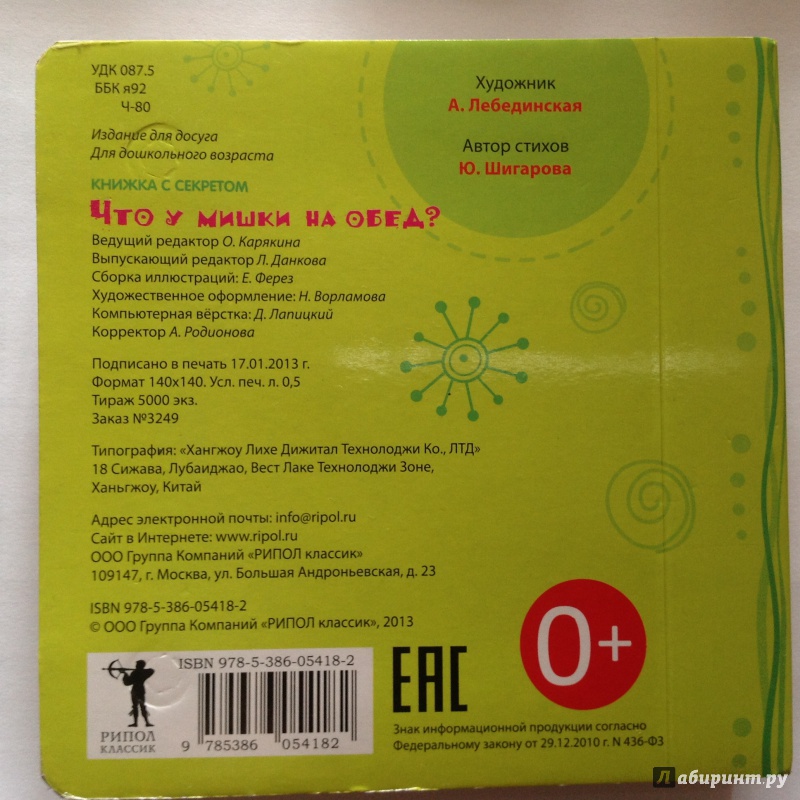 УДК 087.5
ББК я92
Ч-80
Издание для досуга
Для дошкольного возраста
Художник
А. Лебединская
Автор стихов
Ю. Шигарова
КНИЖКА С СЕКРЕТОМ
Что у мишки на обед?
Ведущий редактор О. Карякина
Выпускающий редактор Л. Данкова
Сборка иллюстраций: Е. Ферез
Художественное оформление: Н. Ворламова
Компьютерная вёрстка: Д. Лапицкий
Корректор А. Родионова
Подписано в печать 17.01.2013 г.
Формат 140х140. Усл. печ. л. 0,5
Тираж 5000 экз.
Заказ №3249
Типография: «Хангжоу Лихе Дижитал Технолоджи Ко., ЛТД»
18 Сижава, Лубаиджао, Вест Лаке Технолоджи Зоне,
Ханьгжоу, Китай
Адрес электронной почты: info@ripol.ru
Сайт в Интернете: www.ripol.ru
ООО Группа Компаний «РИПОЛ классик»
109147, г. Москва, ул. Большая Андроньевская, д. 23
ISBN 978-5-386-05418-2
© ООО Группа Компаний «РИПОЛ классик», 2013
РИПОЛ
КЛАССИК
ISBN 978-5-386-05418-2
9 785386 054182
EAC
0+
Знак информационной продукции согласно
Федеральному закону от 29.12.2010 г. N 436-ФЗ
Лабиринт.ру